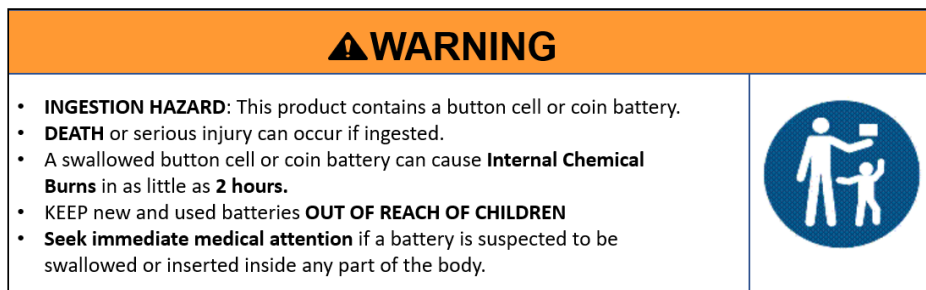 WARNING
• INGESTION HAZARD: This product contains a button cell or coin battery.
• DEATH or serious injury can occur if ingested.
• A swallowed button cell or coin battery can cause Internal Chemical
Burns in as little as 2 hours.
• KEEP new and used batteries OUT OF REACH OF CHILDREN
• Seek immediate medical attention if a battery is suspected to be
swallowed or inserted inside any part of the body.